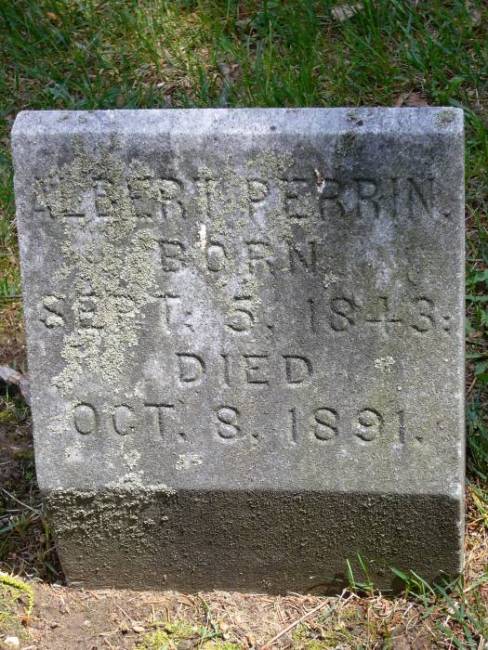 ALBERT PERRIN.
BORN
SEPT. 5. 1843.
DIED
OCT. 8. 1891.